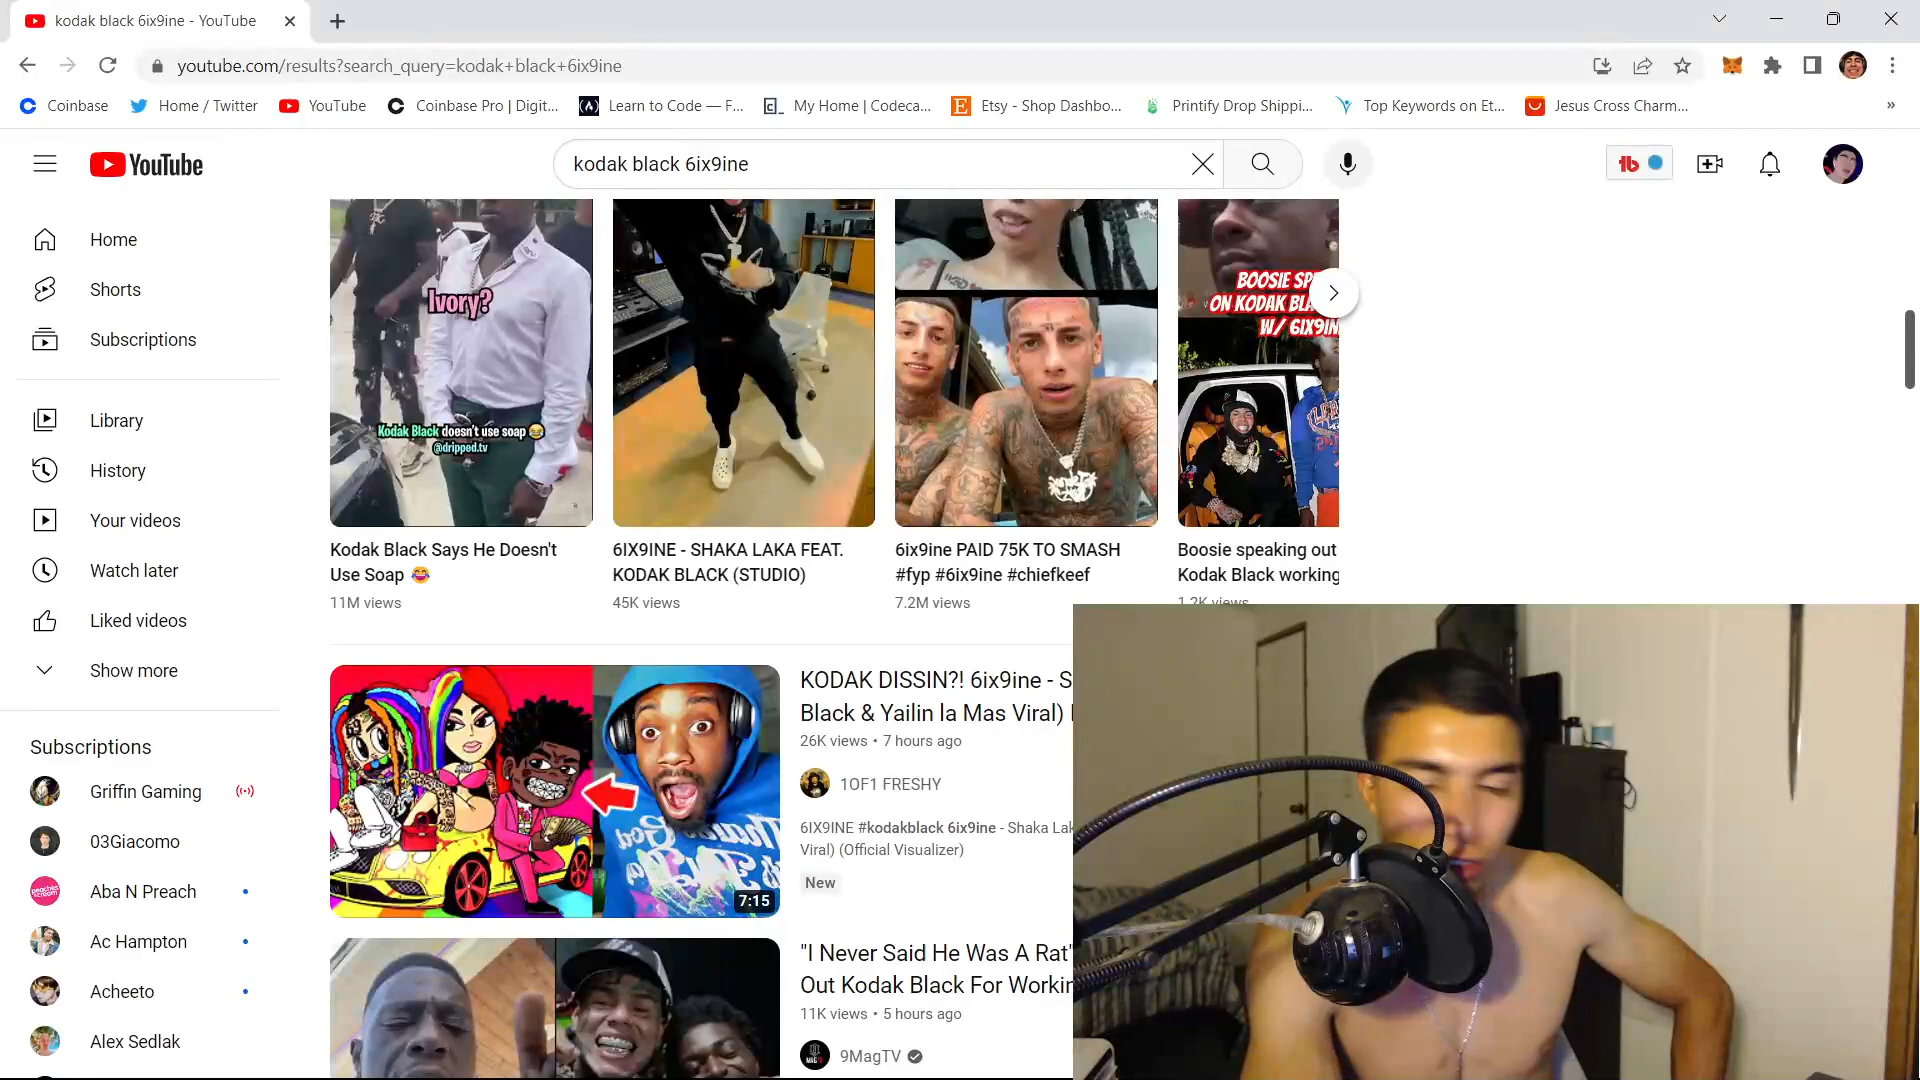 kodak black 6ix9ine - YouTube
youtube.com/results?search_query=kodak+black+6ix9ine
Coinbase
Home / Twitter
YouTube
Coinbase Pro | Digit...
Learn to Code — F...
My Home | Codeca...
Etsy - Shop Dashbo...
Printify Drop Shippi...
Top Keywords on Et...
Jesus Cross Charm...
YouTube
kodak black 6ix9ine
Home
Shorts
Subscriptions
Library
History
Your videos
Watch later
Liked videos
Show more
Subscriptions
Griffin Gaming
03Giacomo
Aba N Preach
Ac Hampton
Acheeto
Alex Sedlak
Ivory?
Kodak Black doesn't use soap 😂
@dripped.tv
BOOSIE SPE
ON KODAK BLA
W/ 6IX9IN
Kodak Black Says He Doesn't
Use Soap 😂
11M views
6IX9INE - SHAKA LAKA FEAT.
KODAK BLACK (STUDIO)
45K views
6ix9ine PAID 75K TO SMASH
#fyp #6ix9ine #chiefkeef
7.2M views
Boosie speaking out
Kodak Black working
1.2K views
7:15
KODAK DISSIN?! 6ix9ine - S
Black & Yailin la Mas Viral)
26K views • 7 hours ago
1OF1 FRESHY
6IX9INE #kodakblack 6ix9ine - Shaka Lak
Viral) (Official Visualizer)
New
"I Never Said He Was A Rat"
Out Kodak Black For Workin
11K views • 5 hours ago
9MagTV